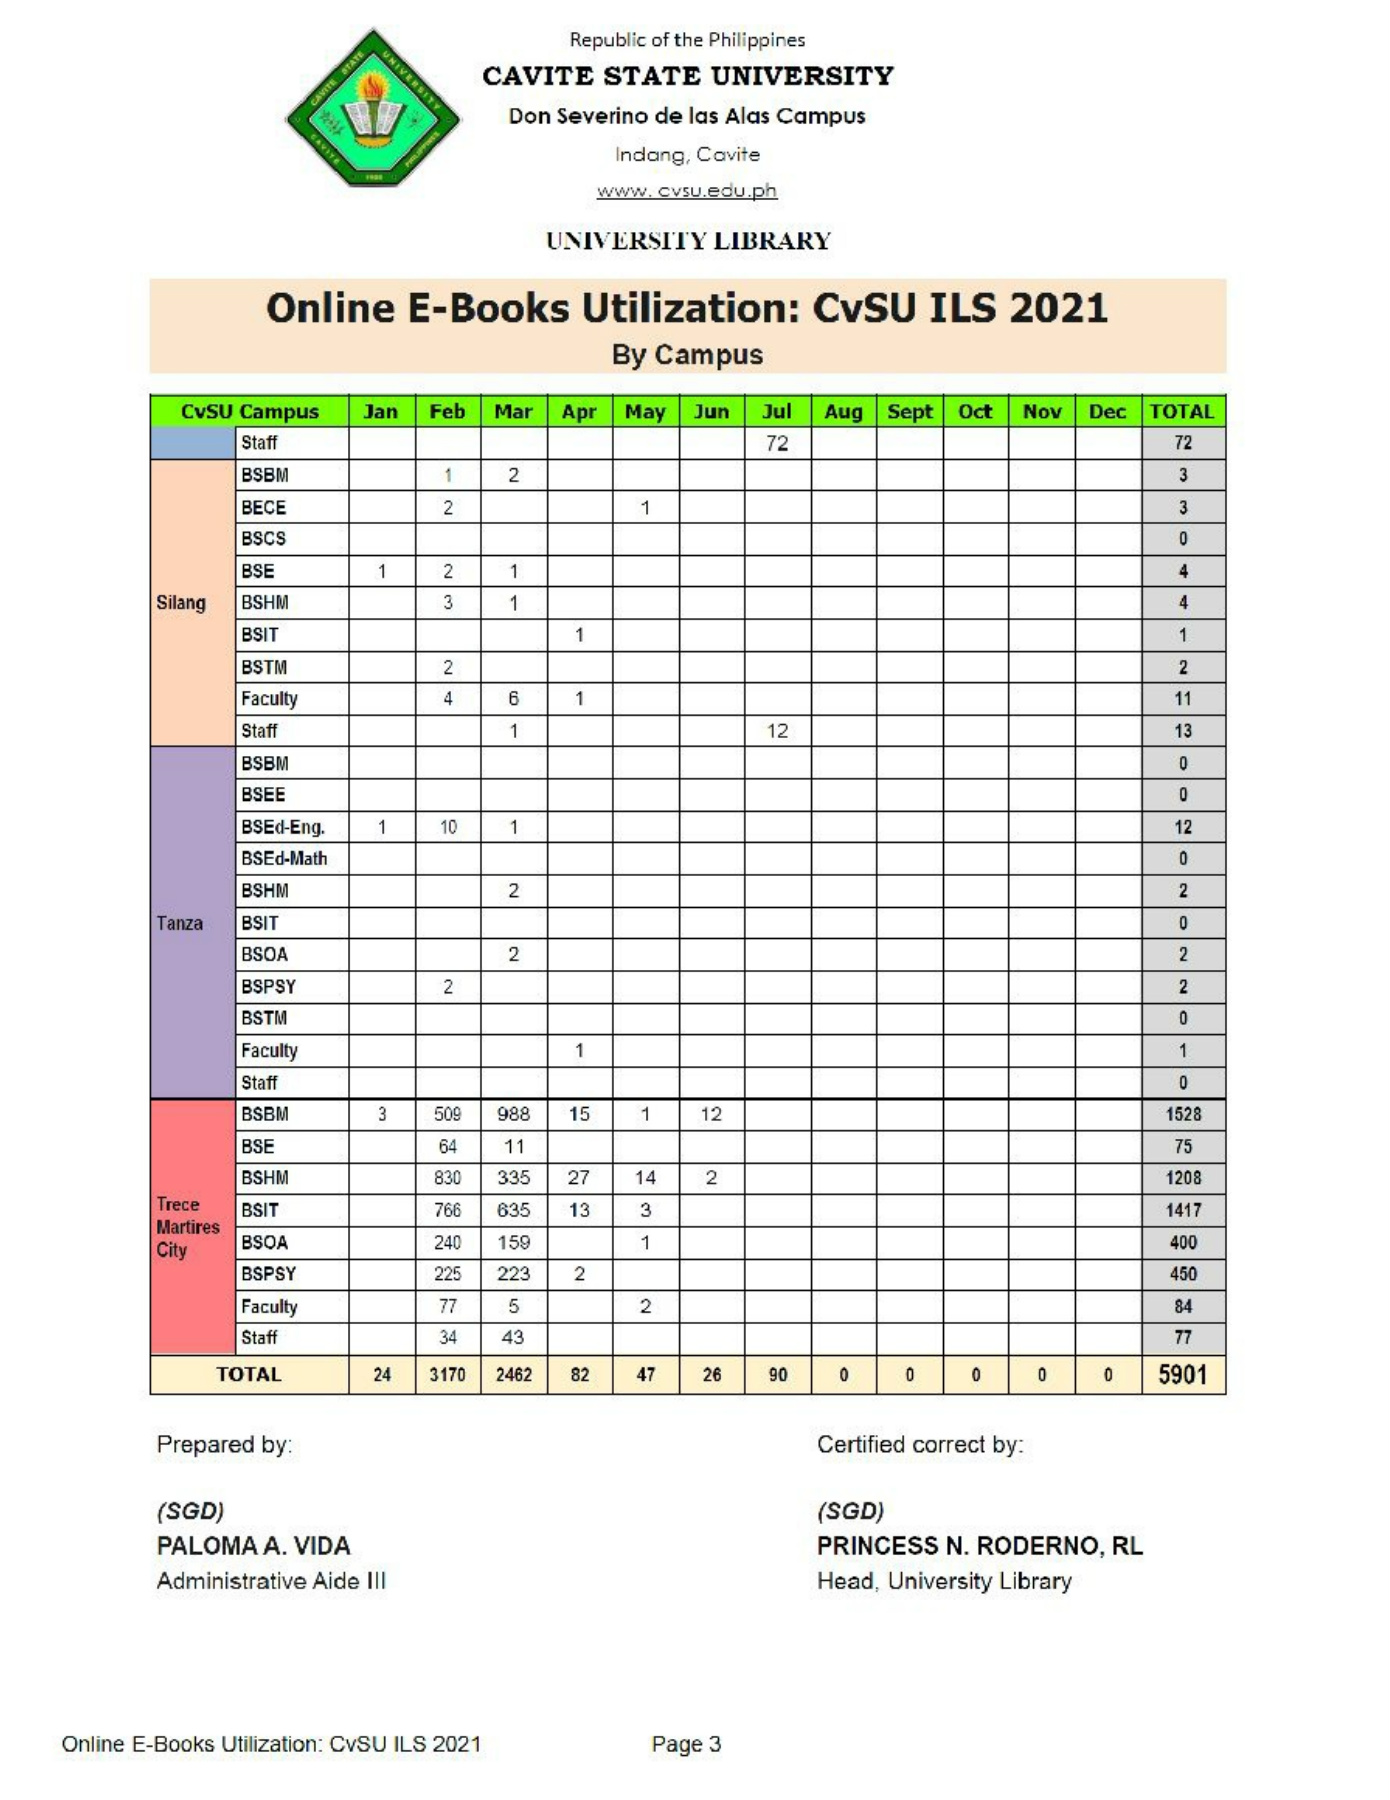 CAVITE STATE UNIVERSITY
CAVITE PHILIPPINES
Republic of the Philippines
CAVITE STATE UNIVERSITY
Don Severino de las Alas Campus
Indang, Cavite
www. cvsu.edu.ph
UNIVERSITY LIBRARY
Online E-Books Utilization: CvSU ILS 2021
By Campus
CvSU Campus Jan Feb Mar Apr May Jun Jul Aug Sept Oct Nov Dec TOTAL
Staff 72 72
BSBM 1 2 3
BECE 2 1 3
BSCS 0
BSE 1 2 1 4
Silang BSHM 3 1 4
BSIT 1 1
BSTM 2 2
Faculty 4 6 1 11
Staff 1 12 13
BSBM 0
BSEE 0
BSEd-Eng. 1 10 1 12
BSEd-Math 0
BSHM 2 2
Tanza BSIT 0
BSOA 2 2
BSPSY 2 2
BSTM 0
Faculty 1 1
Staff 0
BSBM 3 509 988 15 1 12 1528
BSE 64 11 75
BSHM 830 335 27 14 2 1208
Trece
Martires
City
BSIT 766 635 13 3 1417
BSOA 240 159 1 400
BSPSY 225 223 2 450
Faculty 77 5 2 84
Staff 34 43 77
TOTAL 24 3170 2462 82 47 26 90 0 0 0 0 0 5901
Prepared by: Certified correct by:
(SGD) (SGD)
PALOMA A. VIDA PRINCESS N. RODERNO, RL
Administrative Aide III Head, University Library
Online E-Books Utilization: CvSU ILS 2021 Page 3